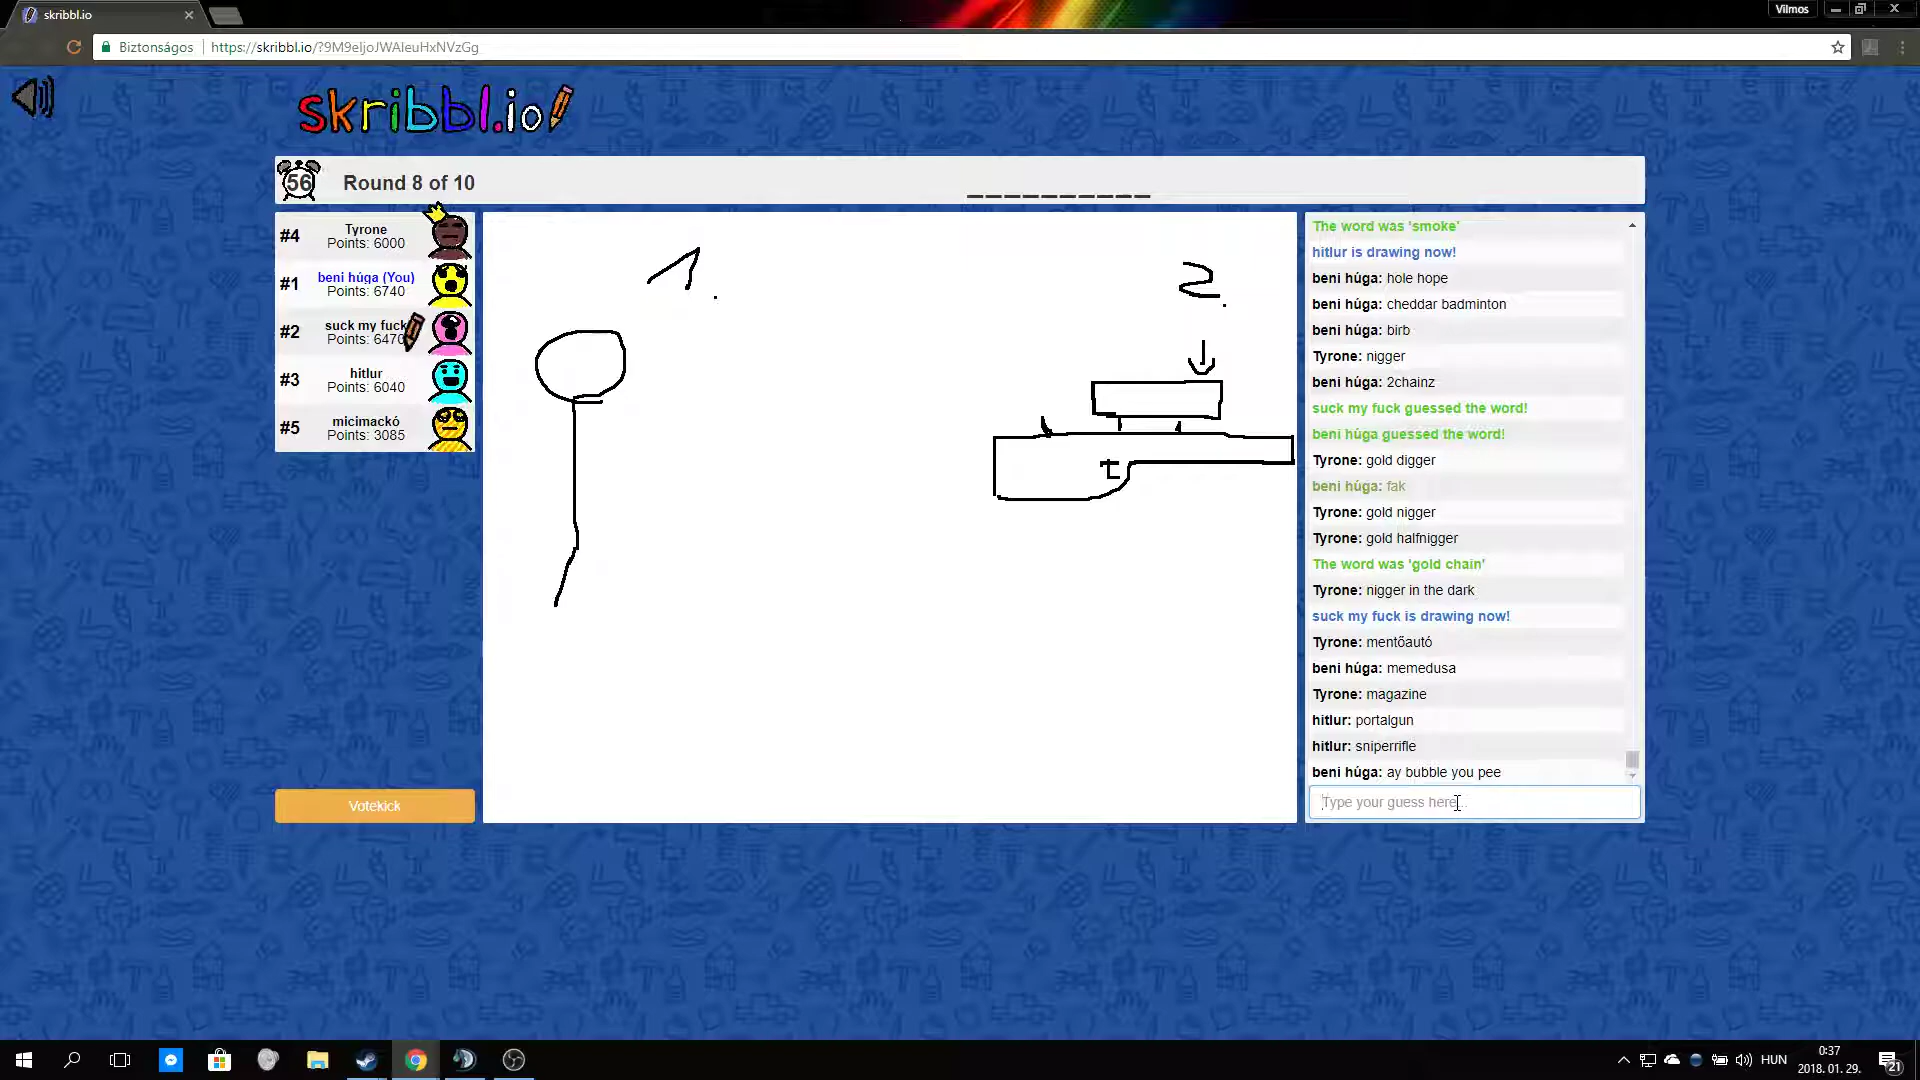 skribbl.io
Vilmos
Biztonságos
https://skribbl.io/?9M9eljoJWAleuHxNVzGg
skribbl.io
56
Round 8 of 10
__________
#4
Tyrone
Points: 6000
#1
beni húga (You)
Points: 6740
#2
suck my fuck
Points: 6470
#3
hitlur
Points: 6040
#5
micimackó
Points: 3085
Votekick
1.
2.
t
The word was 'smoke'
hitlur is drawing now!
beni húga: hole hope
beni húga: cheddar badminton
beni húga: birb
Tyrone: nigger
beni húga: 2chainz
suck my fuck guessed the word!
beni húga guessed the word!
Tyrone: gold digger
beni húga: fak
Tyrone: gold nigger
Tyrone: gold halfnigger
The word was 'gold chain'
Tyrone: nigger in the dark
suck my fuck is drawing now!
Tyrone: mentőautó
beni húga: memedusa
Tyrone: magazine
hitlur: portalgun
hitlur: sniperrifle
beni húga: ay bubble you pee
Type your guess here...
HUN
0:37
2018. 01. 29.
21